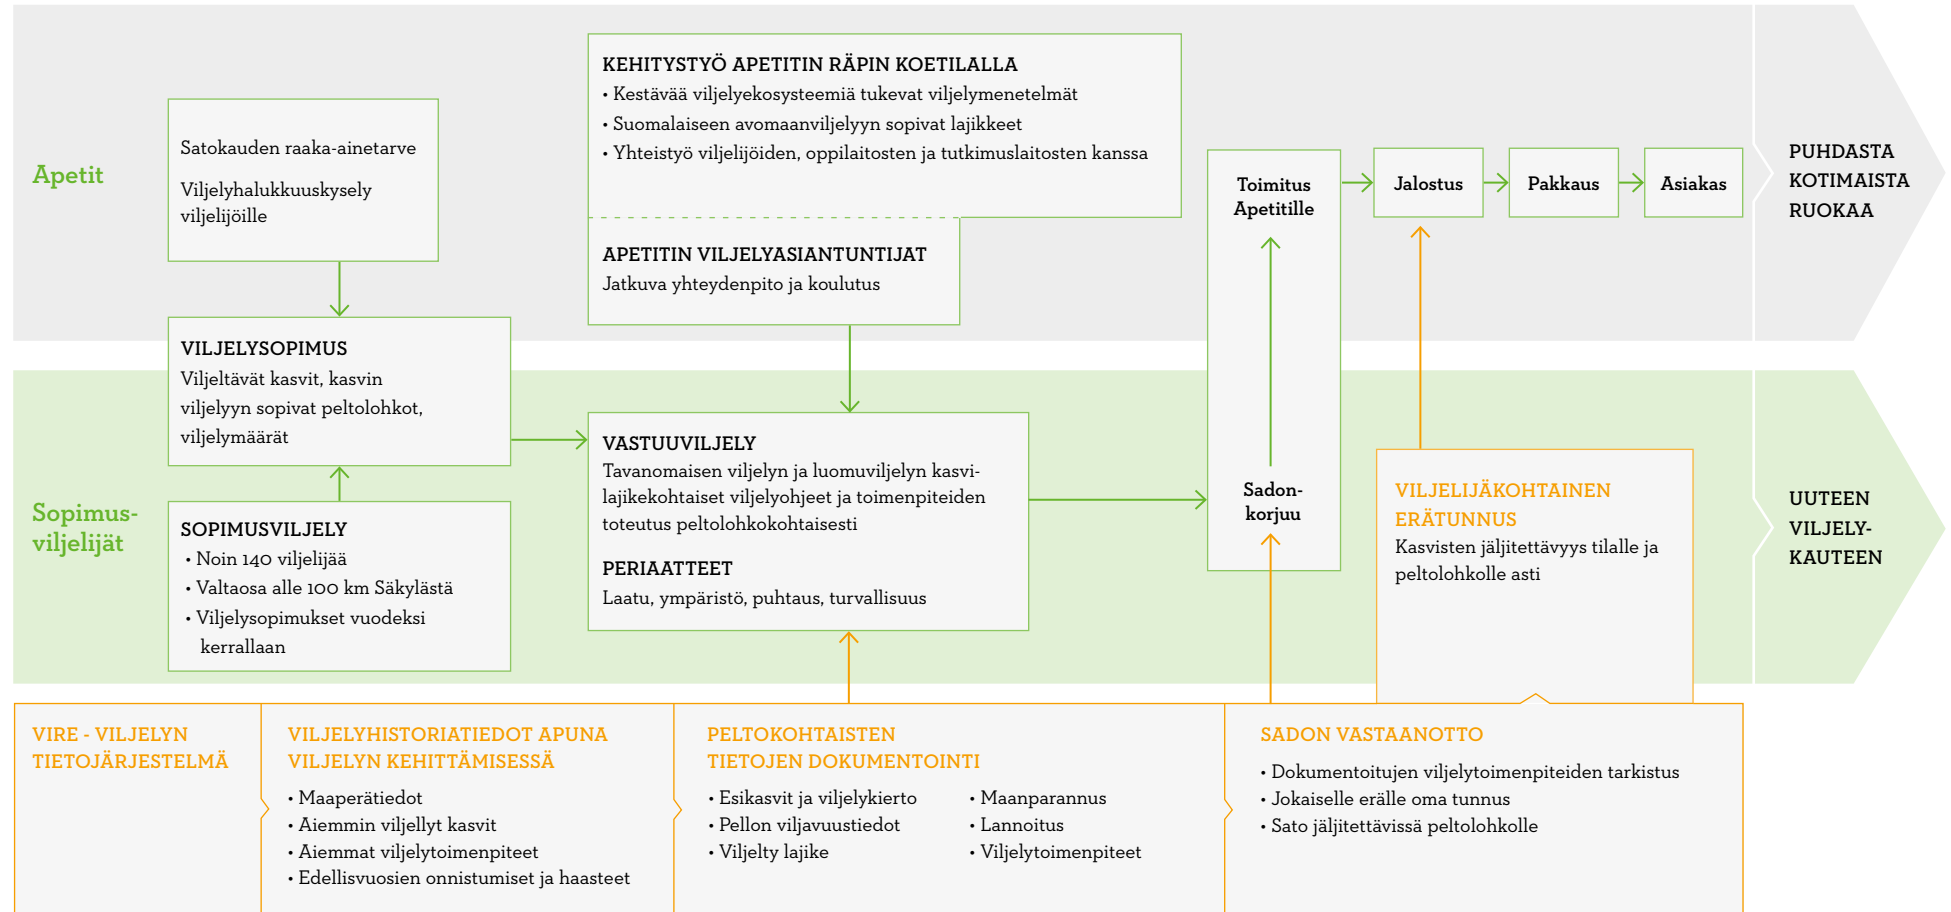 Apetit
Satokauden raaka-ainetarve
Viljelyhalukkuuskysely
viljelijöille
KEHITYSTYÖ APETITIN RÄPIN KOETILALLA
• Kestävää viljelyekosysteemiä tukevat viljelymenetelmät
• Suomalaiseen avomaanviljelyyn sopivat lajikkeet
• Yhteistyö viljelijöiden, oppilaitosten ja tutkimuslaitosten kanssa
APETITIN VILJELYASIANTUNTIJAT
Jatkuva yhteydenpito ja koulutus
Toimitus
Apetitille
Jalostus
Pakkaus
Asiakas
PUHDASTA
KOTIMAISTA
RUOKAA
VILJELYSOPIMUS
Viljeltävät kasvit, kasvin
viljelyyn sopivat peltolohkot,
viljelymäärät
Sopimus-
viljelijät
SOPIMUSVILJELY
• Noin 140 viljelijää
• Valtaosa alle 100 km Säkylästä
• Viljelysopimukset vuodeksi
kerrallaan
VASTUUVILJELY
Tavanomaisen viljelyn ja luomuviljelyn kasvi-
lajikekohtaiset viljelyohjeet ja toimenpiteiden
toteutus peltolohkokohtaisesti
PERIAATTEET
Laatu, ympäristö, puhtaus, turvallisuus
Sadon-
korjuu
VILJELIJÄKOHTAINEN
ERÄTUNNUS
Kasvisten jäljitettävyys tilalle ja
peltolohkolle asti
UUTEEN
VILJELY-
KAUTEEN
VIRE - VILJELYN
TIETOJÄRJESTELMÄ
VILJELYHISTORIATIEDOT APUNA
VILJELYN KEHITTÄMISESSÄ
• Maaperätiedot
• Aiemmin viljellyt kasvit
• Aiemmat viljelytoimenpiteet
• Edellisvuosien onnistumiset ja haasteet
PELTOKOHTAISTEN
TIETOJEN DOKUMENTOINTI
• Esikasvit ja viljelykierto
• Pellon viljavuustiedot
• Viljelty lajike
• Maanparannus
• Lannoitus
• Viljelytoimenpiteet
SADON VASTAANOTTO
• Dokumentoitujen viljelytoimenpiteiden tarkistus
• Jokaiselle erälle oma tunnus
• Sato jäljitettävissä peltolohkolle